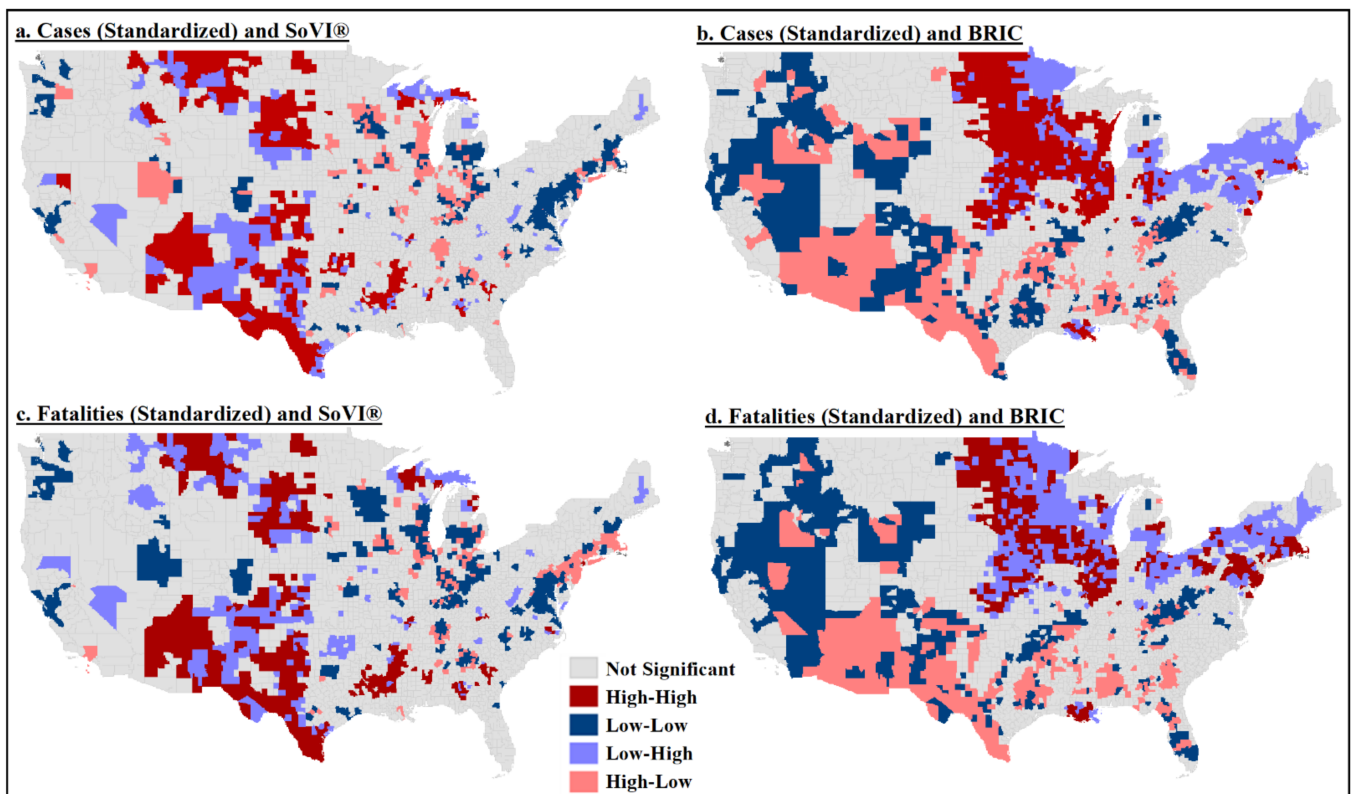 a. Cases (Standardized) and SoVI®
b. Cases (Standardized) and BRIC
c. Fatalities (Standardized) and SoVI®
d. Fatalities (Standardized) and BRIC
Not Significant
High-High
Low-Low
Low-High
High-Low